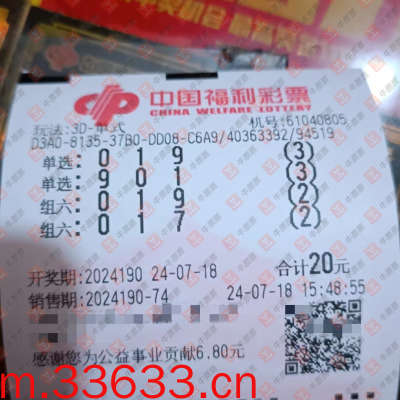 中国福利彩票
CHINA WELFARE LOTTERY
玩法:3D-单式 机号:61040805
D3A0-8135-37B0-DD08-C6A9/40363392/94519
单选: 0 1 9 (3)
单选: 9 0 1 (3)
组六: 0 1 9 (2)
组六: 0 1 7 (2)
开奖期:2024190 24-07-18 合计20元
销售期:2024190-74 24-07-18 15:48:55
感谢您为公益事业贡献6.80元
m.33633.cn